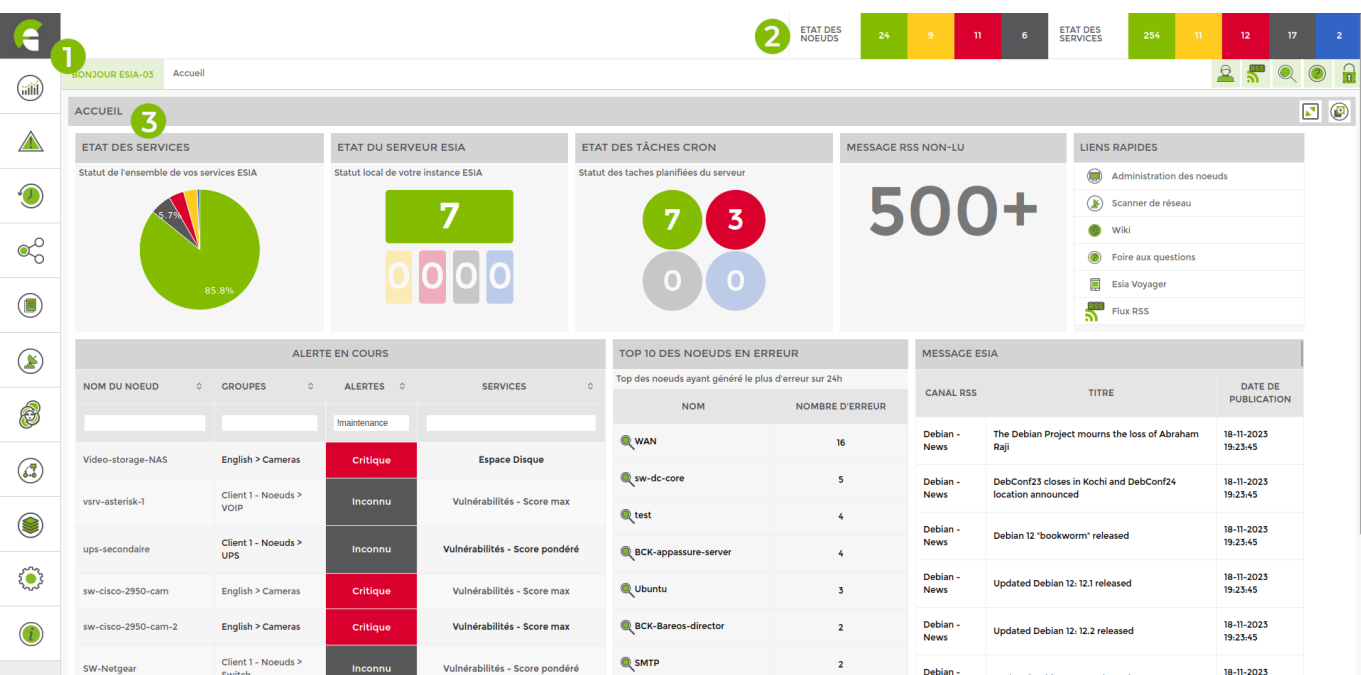 2
ETAT DES
NOEUDS
24
9
11
6
ETAT DES
SERVICES
254
11
12
17
2
1
BONJOUR ESIA-03
Accueil
RSS
ACCUEIL
3
ETAT DES SERVICES
Statut de l'ensemble de vos services ESIA
5.7%
85.8%
ETAT DU SERVEUR ESIA
Statut local de votre instance ESIA
7
0
0
0
0
ETAT DES TÂCHES CRON
Statut des taches planifiées du serveur
7
3
0
0
MESSAGE RSS NON-LU
500+
LIENS RAPIDES
Administration des noeuds
Scanner de réseau
Wiki
Foire aux questions
Esia Voyager
RSS
Flux RSS
ALERTE EN COURS
NOM DU NOEUD
GROUPES
ALERTES
SERVICES
!maintenance
Video-storage-NAS
English > Cameras
Critique
Espace Disque
vsrv-asterisk-1
Client 1 - Noeuds >
VOIP
Inconnu
Vulnérabilités - Score max
ups-secondaire
Client 1 - Noeuds >
UPS
Inconnu
Vulnérabilités - Score pondéré
sw-cisco-2950-cam
English > Cameras
Critique
Vulnérabilités - Score max
sw-cisco-2950-cam-2
English > Cameras
Critique
Vulnérabilités - Score max
SW-Netgear
Client 1 - Noeuds >
Switch
Inconnu
Vulnérabilités - Score pondéré
TOP 10 DES NOEUDS EN ERREUR
Top des noeuds ayant généré le plus d'erreur sur 24h
NOM
NOMBRE D'ERREUR
WAN
16
sw-dc-core
5
test
4
BCK-appassure-server
4
Ubuntu
3
BCK-Bareos-director
2
SMTP
2
MESSAGE ESIA
CANAL RSS
TITRE
DATE DE
PUBLICATION
Debian -
News
The Debian Project mourns the loss of Abraham
Raji
18-11-2023
19:23:45
Debian -
News
DebConf23 closes in Kochi and DebConf24
location announced
18-11-2023
19:23:45
Debian -
News
Debian 12 "bookworm" released
18-11-2023
19:23:45
Debian -
News
Updated Debian 12: 12.1 released
18-11-2023
19:23:45
Debian -
News
Updated Debian 12: 12.2 released
18-11-2023
19:23:45
Debian -
18-11-2023